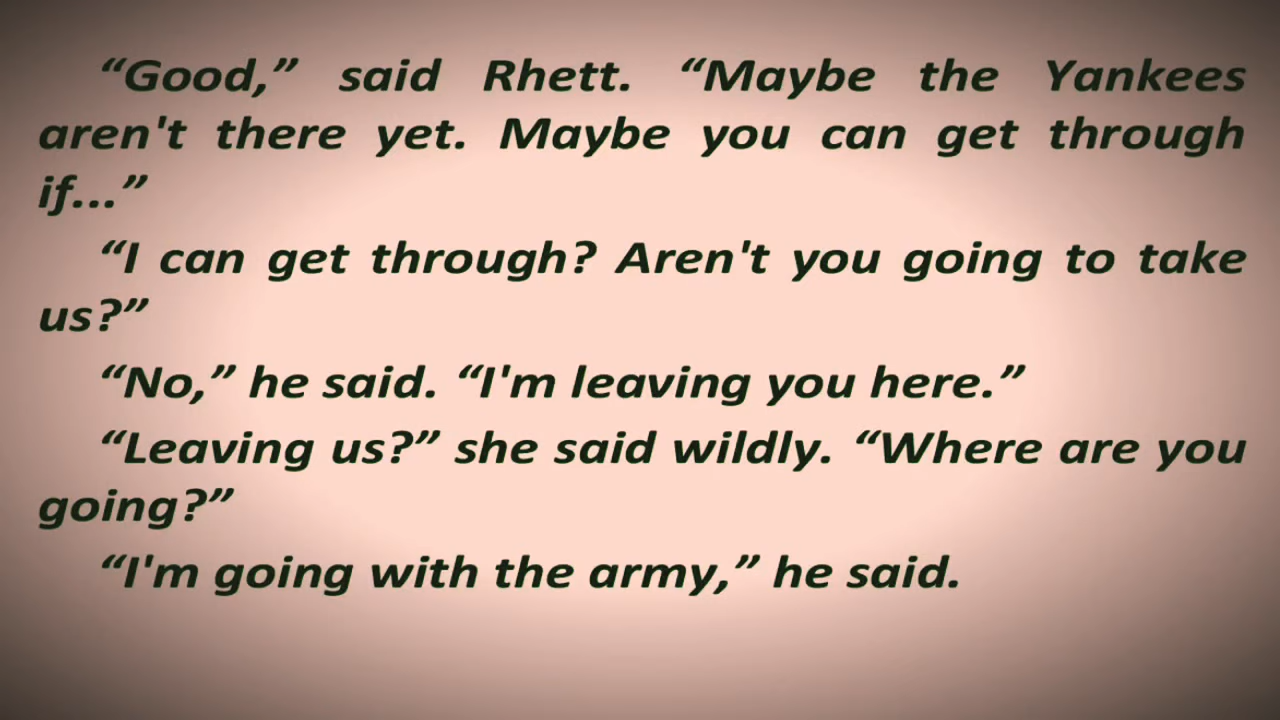 “Good,” said Rhett. “Maybe the Yankees
aren't there yet. Maybe you can get through
if...”
“I can get through? Aren't you going to take
us?”
“No,” he said. “I'm leaving you here.”
“Leaving us?” she said wildly. “Where are you
going?”
“I'm going with the army,” he said.